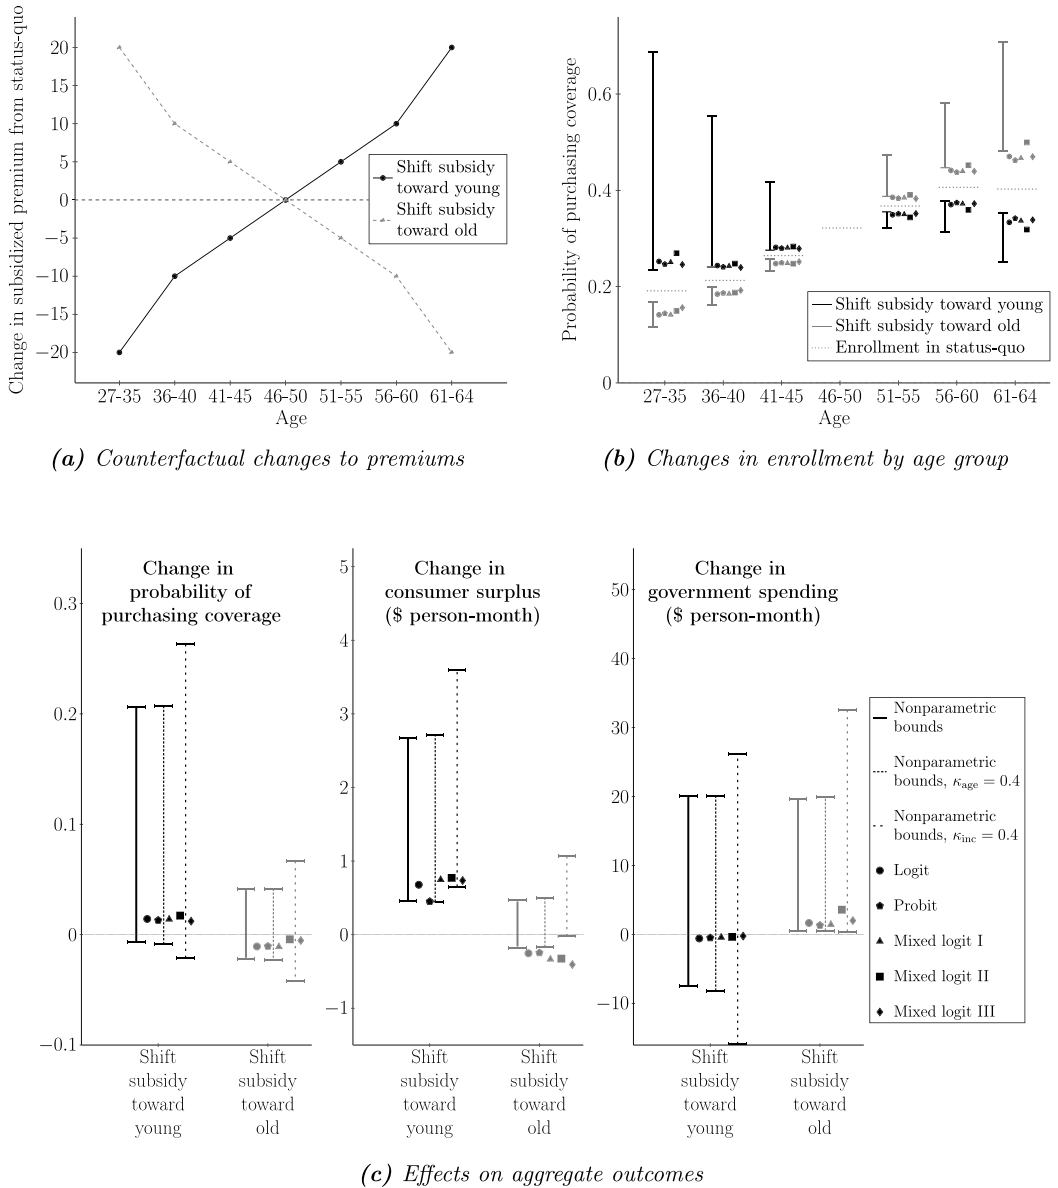 Change in subsidized premium from status-quo
20
15
10
5
0
−5
−10
−15
−20
27-35
36-40
41-45
46-50
51-55
56-60
61-64
Age
Shift subsidy
toward young
Shift subsidy
toward old
(a) Counterfactual changes to premiums
Probability of purchasing coverage
0.6
0.4
0.2
0
27-35
36-40
41-45
46-50
51-55
56-60
61-64
Age
Shift subsidy toward young
Shift subsidy toward old
Enrollment in status-quo
(b) Changes in enrollment by age group
Change in
probability of
purchasing coverage
0.3
0.2
0.1
0
−0.1
Shift
subsidy
toward
young
Shift
subsidy
toward
old
Change in
consumer surplus
($ person-month)
5
4
3
2
1
0
−1
Shift
subsidy
toward
young
Shift
subsidy
toward
old
Change in
government spending
($ person-month)
50
40
30
20
10
0
−10
Shift
subsidy
toward
young
Shift
subsidy
toward
old
Nonparametric
bounds
Nonparametric
bounds, κage = 0.4
Nonparametric
bounds, κinc = 0.4
Logit
Probit
Mixed logit I
Mixed logit II
Mixed logit III
(c) Effects on aggregate outcomes